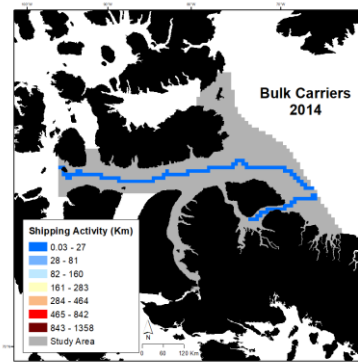 Bulk Carriers
2014
Shipping Activity (Km)
0.03 - 27
28 - 81
82 - 160
161 - 283
284 - 464
465 - 842
843 - 1358
Study Area
N
0
60
120 Km